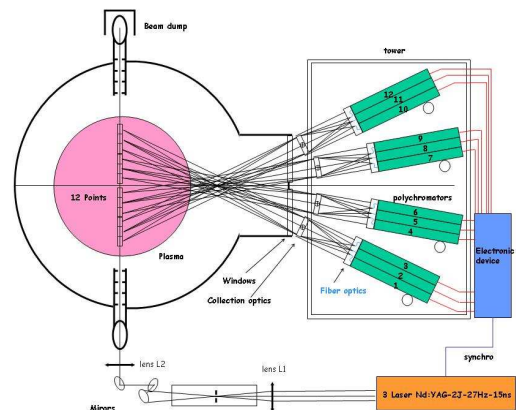 Beam dump
tower
12
11
10
9
8
7
12 Points
polychromators
6
5
4
Plasma
Electronic
device
3
2
1
Windows
Collection optics
Fiber optics
synchro
lens L2
lens L1
3 Laser Nd:YAG-2J-27Hz-15ns
Mirors